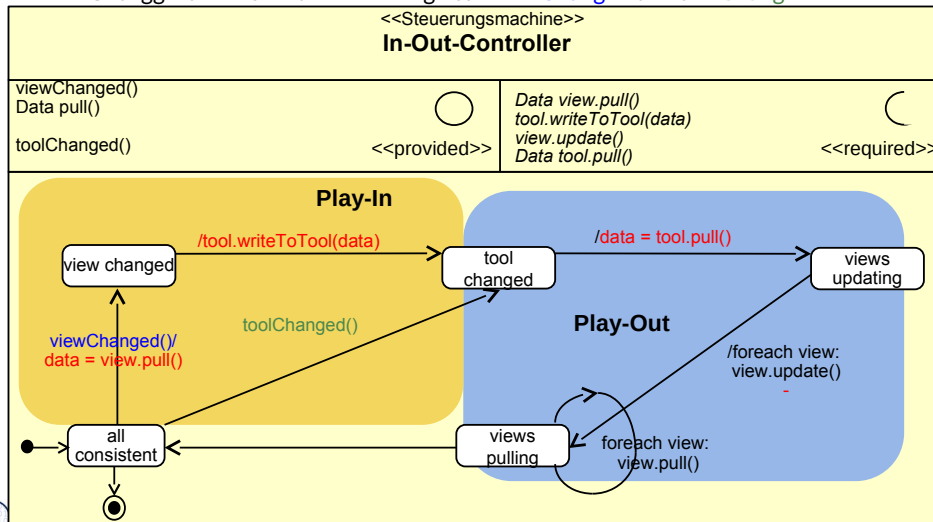 <<Steuerungsmachine>>
In-Out-Controller
viewChanged()
Data pull()
toolChanged()
<<provided>>
Data view.pull()
tool.writeToTool(data)
view.update()
Data tool.pull()
<<required>>
Play-In
/tool.writeToTool(data)
/data = tool.pull()
view changed
tool
changed
views
updating
toolChanged()
Play-Out
viewChanged()/
data = view.pull()
/foreach view:
view.update()
-
all
consistent
views
pulling
foreach view:
view.pull()